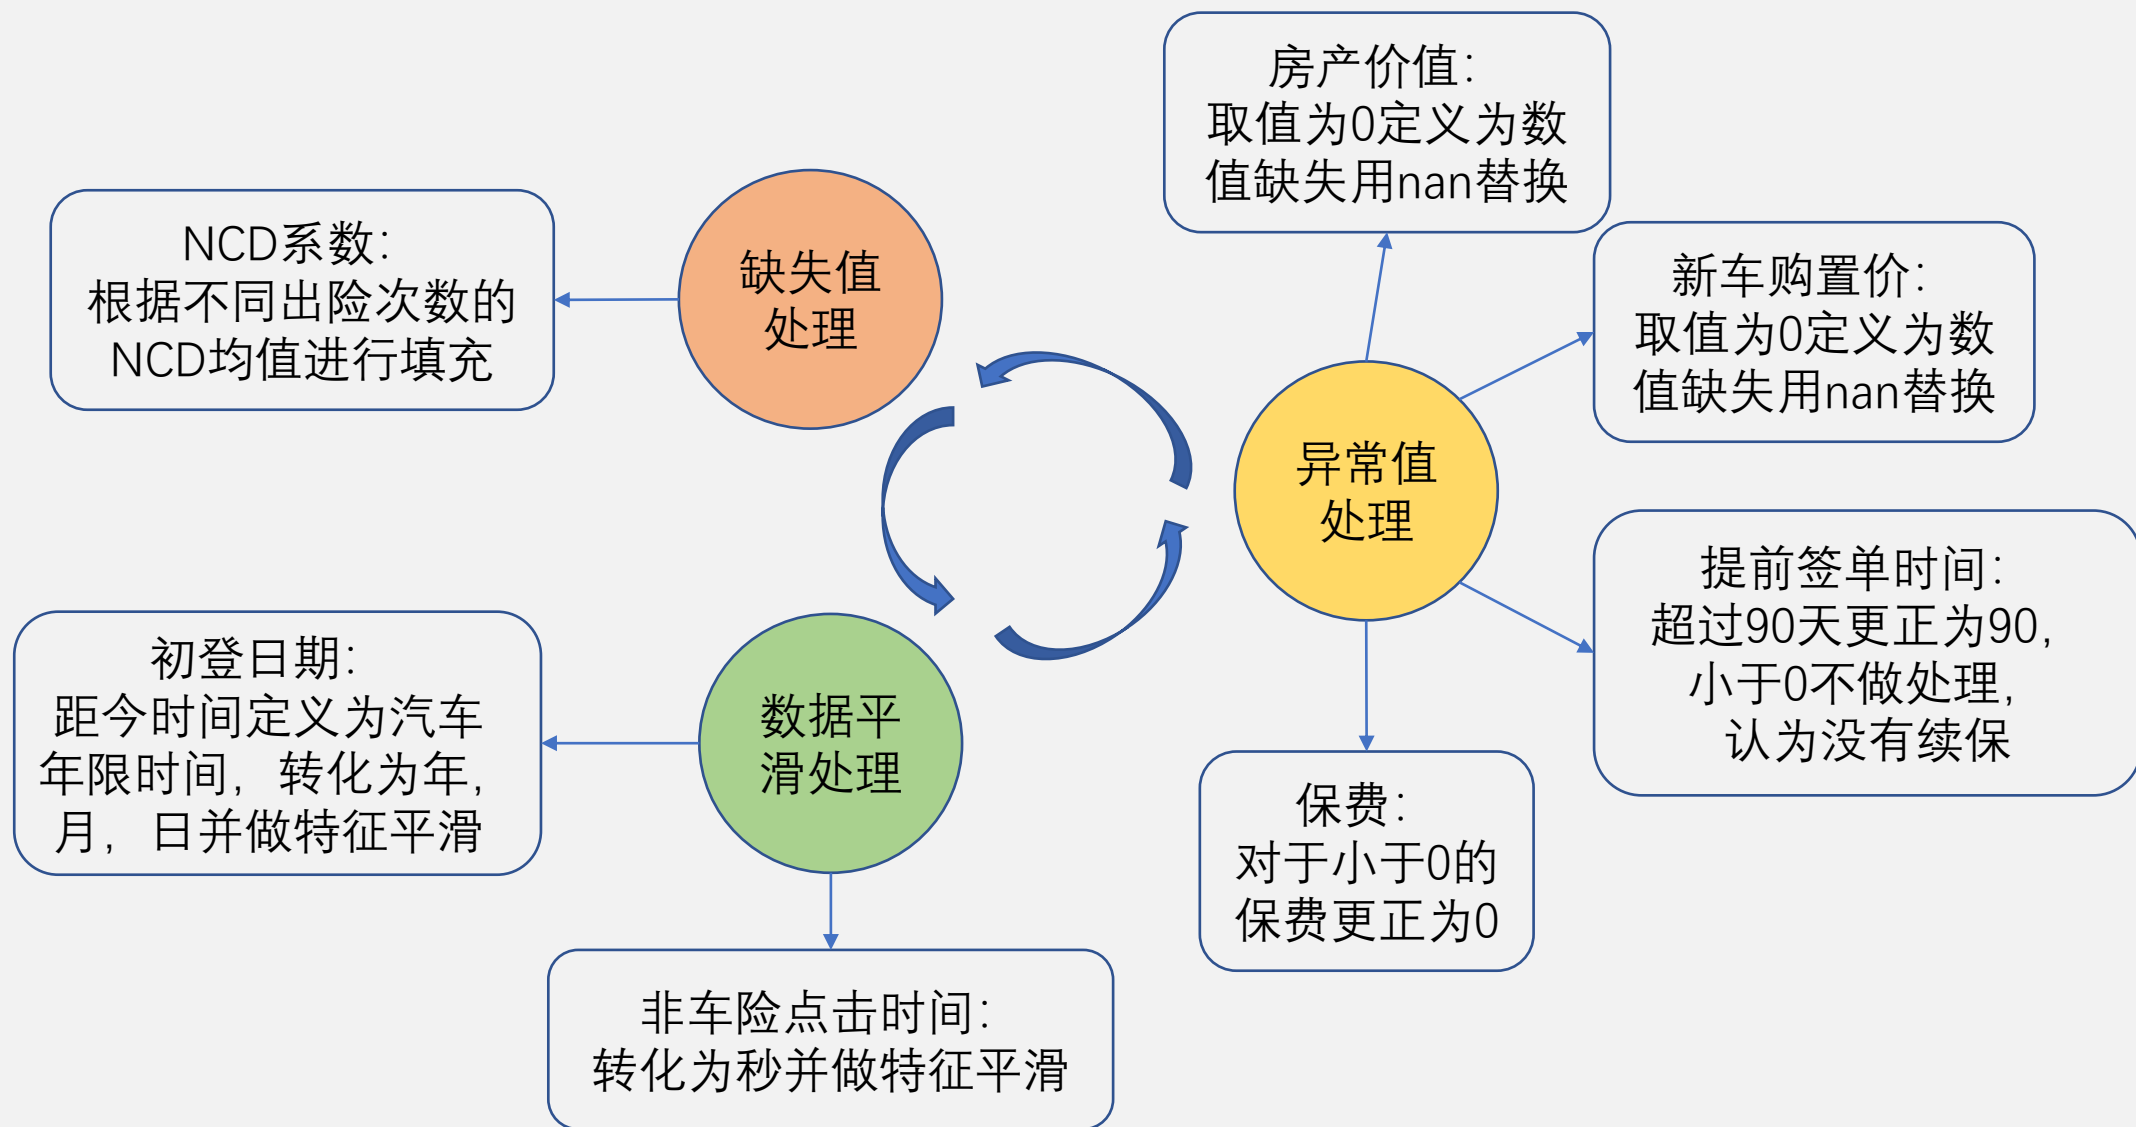 房产价值：
取值为0定义为数
值缺失用nan替换
NCD系数：
根据不同出险次数的
NCD均值进行填充
缺失值
处理
新车购置价：
取值为0定义为数
值缺失用nan替换
异常值
处理
提前签单时间：
超过90天更正为90，
小于0不做处理，
认为没有续保
初登日期：
距今时间定义为汽车
年限时间，转化为年，
月，日并做特征平滑
数据平
滑处理
保费：
对于小于0的
保费更正为0
非车险点击时间：
转化为秒并做特征平滑